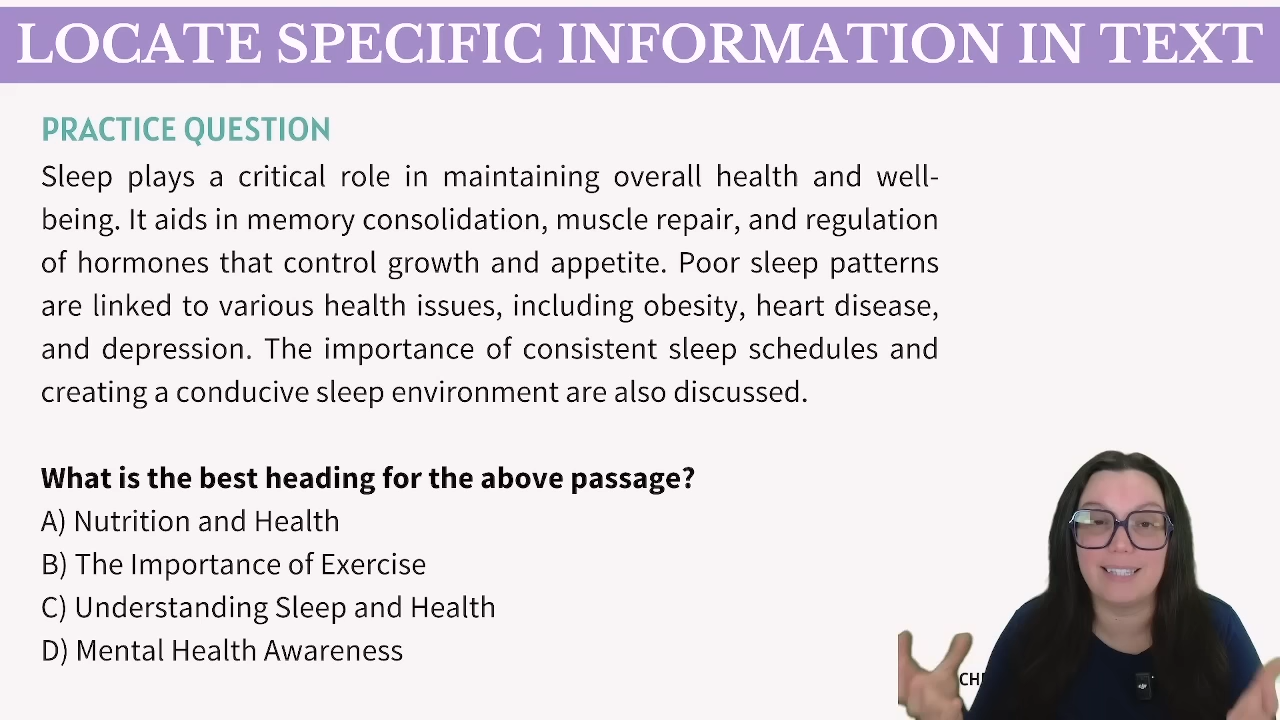 LOCATE SPECIFIC INFORMATION IN TEXT
PRACTICE QUESTION
Sleep plays a critical role in maintaining overall health and well-
being. It aids in memory consolidation, muscle repair, and regulation
of hormones that control growth and appetite. Poor sleep patterns
are linked to various health issues, including obesity, heart disease,
and depression. The importance of consistent sleep schedules and
creating a conducive sleep environment are also discussed.
What is the best heading for the above passage?
A) Nutrition and Health
B) The Importance of Exercise
C) Understanding Sleep and Health
D) Mental Health Awareness